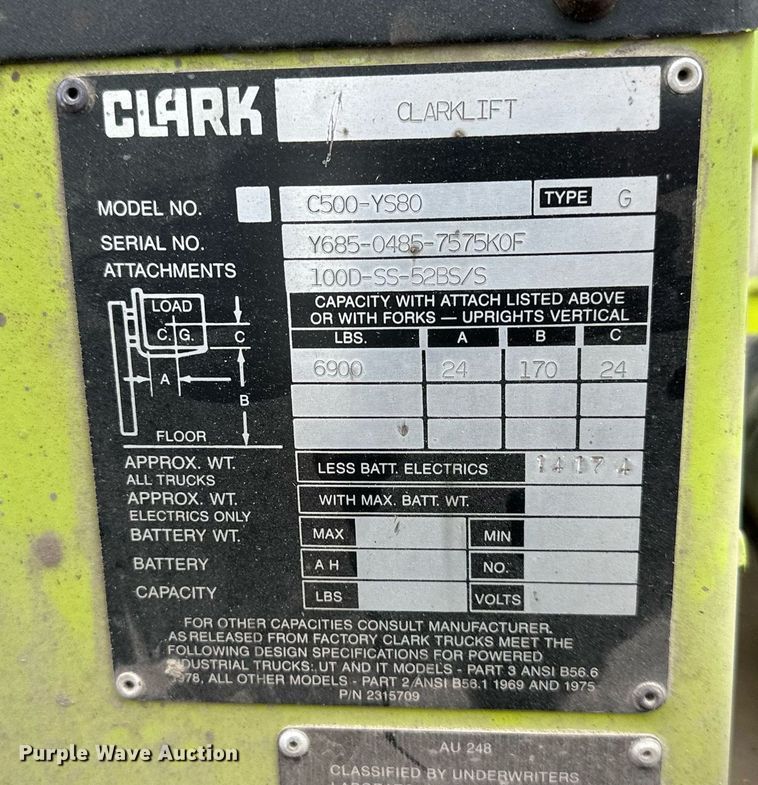 CLARK CLARKLIFT
MODEL NO. C500-YS80 TYPE G
SERIAL NO. Y685-0485-7575KOF
ATTACHMENTS 100D-SS-52BS/S
CAPACITY WITH ATTACH LISTED ABOVE
OR WITH FORKS — UPRIGHTS VERTICAL
LBS. A B C
6900 24 170 24
LOAD
C. G.
C
A
B
FLOOR
APPROX. WT. LESS BATT. ELECTRICS 14174
ALL TRUCKS
APPROX. WT. WITH MAX. BATT. WT.
ELECTRICS ONLY
BATTERY WT. MAX MIN
BATTERY A H NO.
CAPACITY LBS VOLTS
FOR OTHER CAPACITIES CONSULT MANUFACTURER.
AS RELEASED FROM FACTORY CLARK TRUCKS MEET THE
FOLLOWING DESIGN SPECIFICATIONS FOR POWERED
INDUSTRIAL TRUCKS: UT AND IT MODELS - PART 3 ANSI B56.6
1978, ALL OTHER MODELS - PART 2 ANSI B56.1 1969 AND 1975
P/N 2315709
AU 248
CLASSIFIED BY UNDERWRITERS
Purple Wave Auction